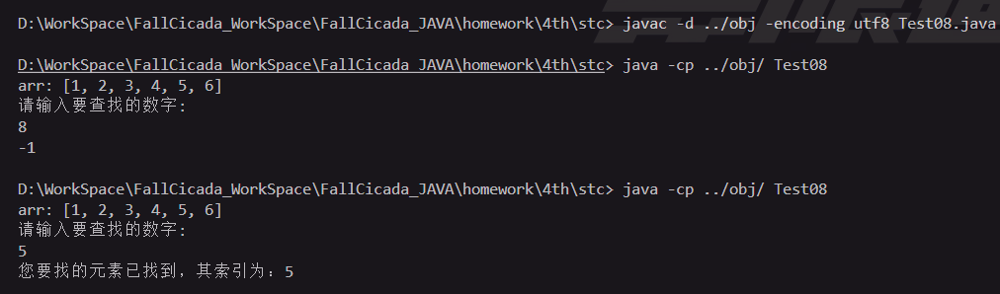 D:\WorkSpace\FallCicada_WorkSpace\FallCicada_JAVA\homework\4th\stc> javac -d ../obj -encoding utf8 Test08.java
D:\WorkSpace\FallCicada_WorkSpace\FallCicada_JAVA\homework\4th\stc> java -cp ../obj/ Test08
arr: [1, 2, 3, 4, 5, 6]
请输入要查找的数字:
8
-1
D:\WorkSpace\FallCicada_WorkSpace\FallCicada_JAVA\homework\4th\stc> java -cp ../obj/ Test08
arr: [1, 2, 3, 4, 5, 6]
请输入要查找的数字:
5
您要找的元素已找到，其索引为：5